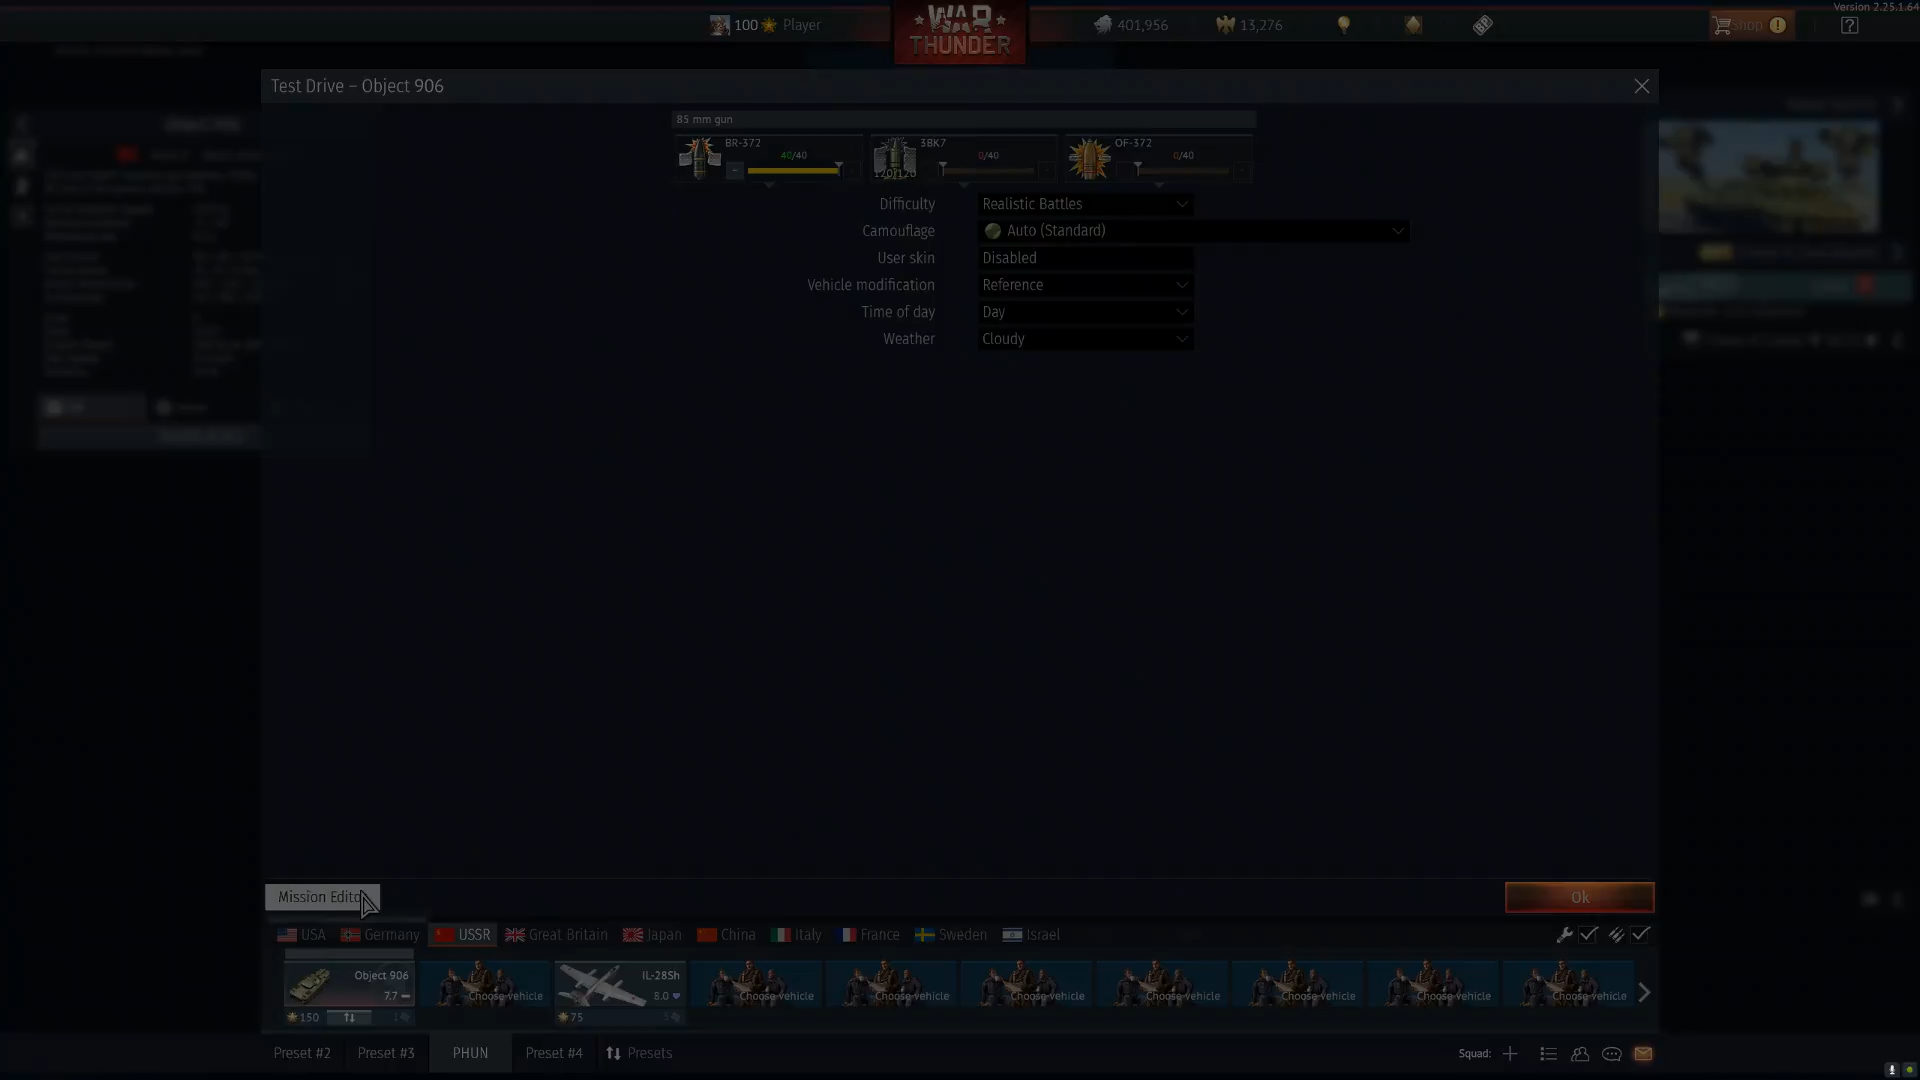 Version 2.25.1.64
100 Player
WAR THUNDER
401,956
13,276
Shop
Test Drive – Object 906
85 mm gun
BR-372
40/40
3BK7
0/40
120/120
OF-372
0/40
Difficulty
Realistic Battles
Camouflage
Auto (Standard)
User skin
Disabled
Vehicle modification
Reference
Time of day
Day
Weather
Cloudy
Mission Editor
Ok
USA
Germany
USSR
Great Britain
Japan
China
Italy
France
Sweden
Israel
Object 906
7.7
150
Choose vehicle
IL-28Sh
8.0
75
Choose vehicle
Choose vehicle
Choose vehicle
Choose vehicle
Choose vehicle
Choose vehicle
Choose vehicle
Preset #2
Preset #3
PHUN
Preset #4
Presets
Squad: